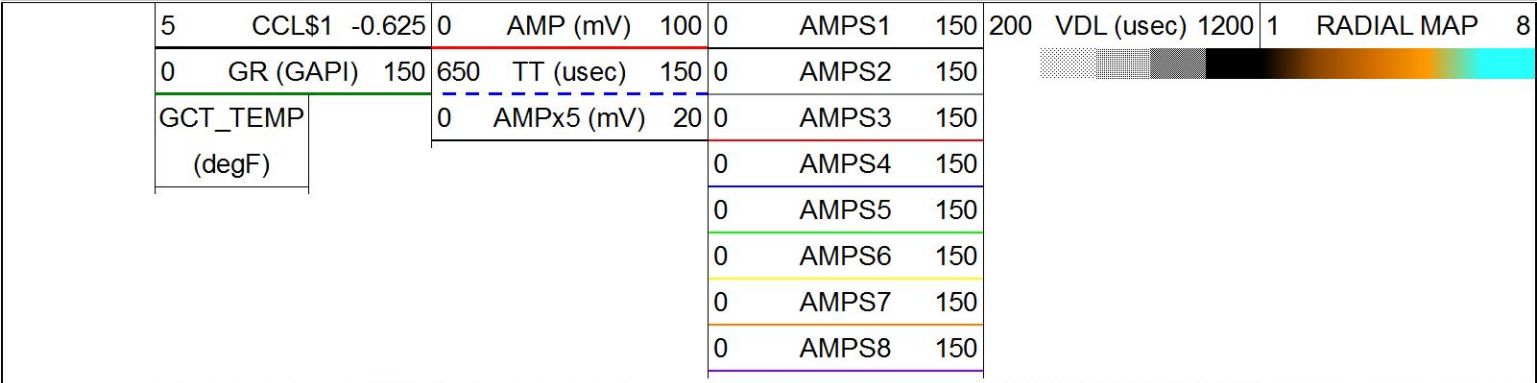 5 CCL$1 -0.625 0 AMP (mV) 100 0 AMPS1 150 200 VDL (usec) 1200 1 RADIAL MAP 8
0 GR (GAPI) 150 650 TT (usec) 150 0 AMPS2 150
GCT_TEMP 0 AMPx5 (mV) 20 0 AMPS3 150
(degF) 0 AMPS4 150
0 AMPS5 150
0 AMPS6 150
0 AMPS7 150
0 AMPS8 150